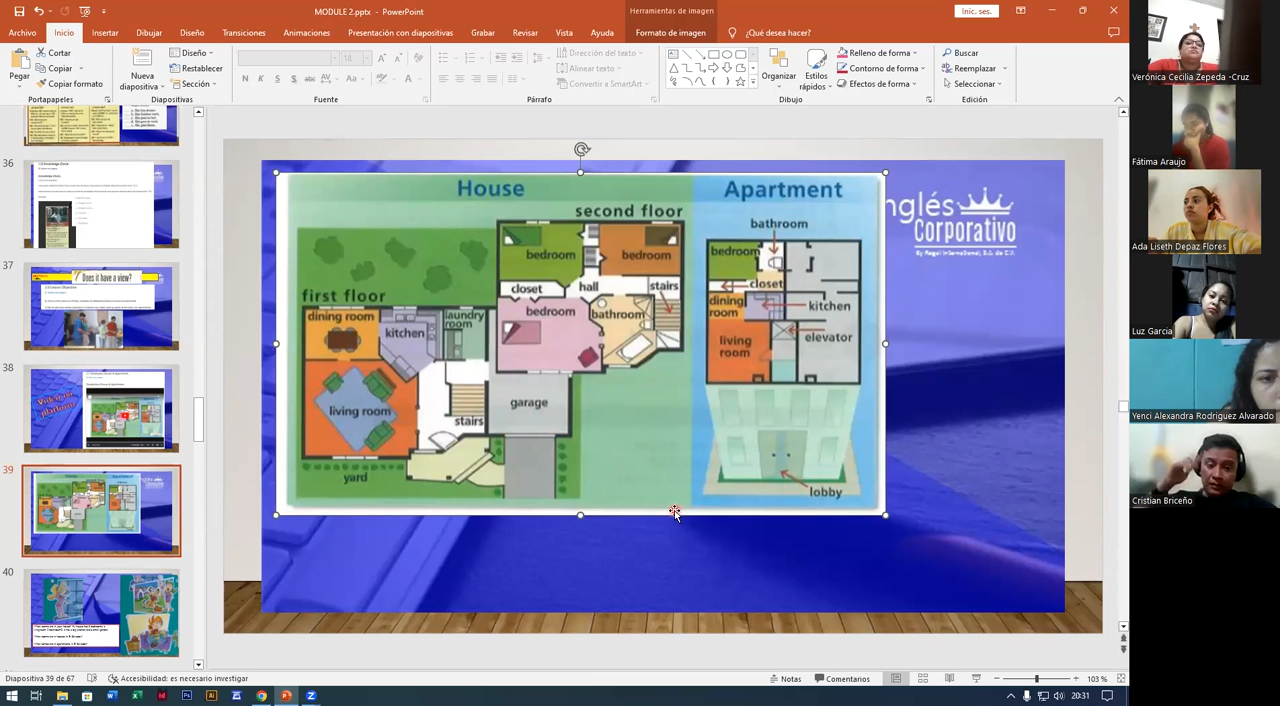 MODULE 2.pptx - PowerPoint
Herramientas de imagen
Inic. ses.
Archivo Inicio Insertar Dibujar Diseño Transiciones Animaciones Presentación con diapositivas Grabar Revisar Vista Ayuda Formato de imagen ¿Qué desea hacer?
Pegar
Cortar
Copiar
Copiar formato
Portapapeles
Nueva
diapositiva
Diseño
Restablecer
Sección
Diapositivas
N K S S
Aa
Fuente
Dirección del texto
Alinear texto
Convertir a SmartArt
Párrafo
Organizar
Estilos
rápidos
Relleno de forma
Contorno de forma
Efectos de forma
Dibujo
Buscar
Reemplazar
Seleccionar
Edición
36
37
Does it have a view?
38
39
40
House
Apartment
second floor
first floor
bedroom
bedroom
closet
hall
stairs
bedroom
bathroom
dining room
kitchen
laundry
room
living room
stairs
garage
yard
bathroom
bedroom
closet
dining
room
kitchen
elevator
living
room
lobby
nglés
Corporativo
Verónica Cecilia Zepeda -Cruz
Fátima Araujo
Ada Liseth Depaz Flores
Luz García
Yenci Alexandra Rodriguez Alvarado
Cristian Briceño
Diapositiva 39 de 67
Accesibilidad: es necesario investigar
Notas
Comentarios
103 %
20:31